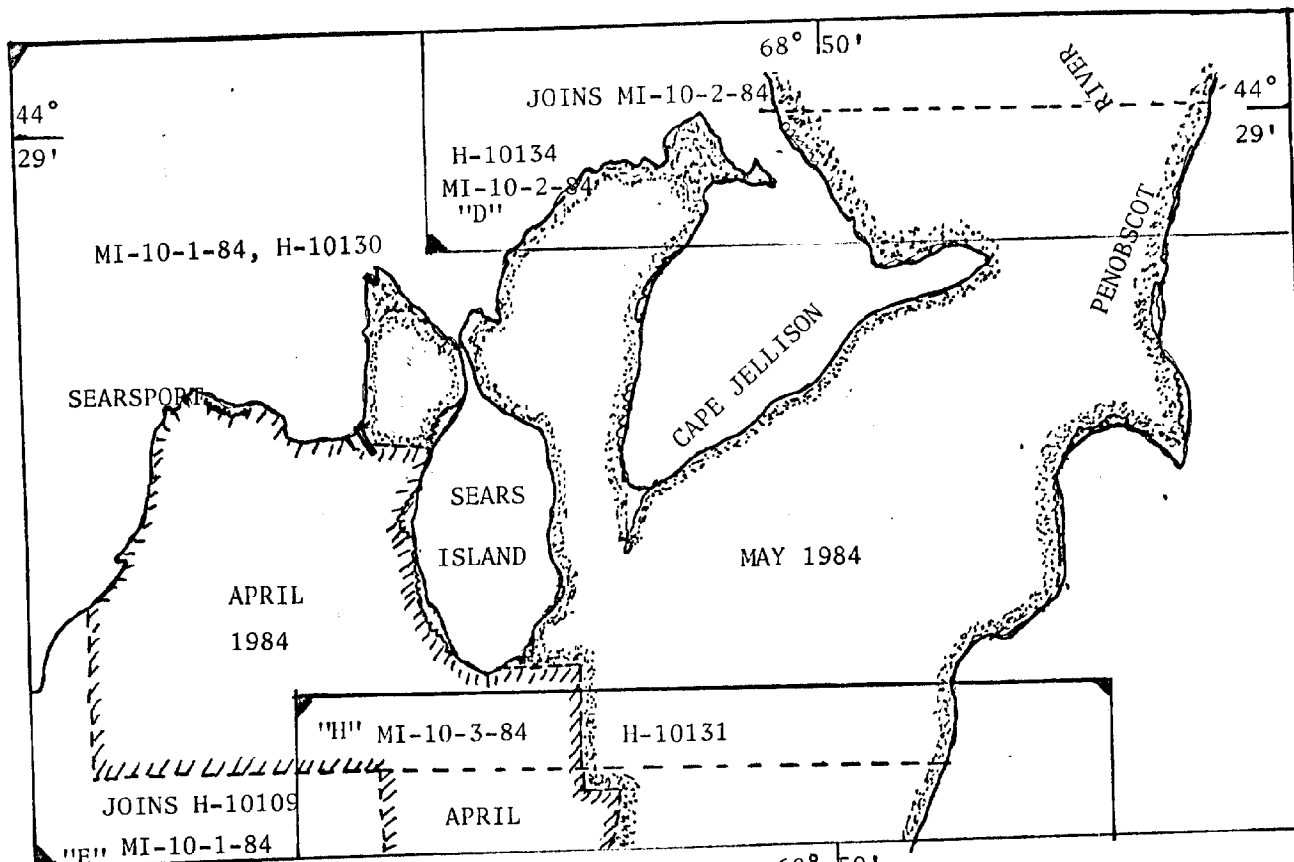 68° 50'
RIVER
44°
29'
JOINS MI-10-2-84
44°
29'
H-10134
MI-10-2-84
"D"
MI-10-1-84, H-10130
PENOBSCOT
CAPE JELLISON
SEARSPORT
SEARS
ISLAND
MAY 1984
APRIL
1984
"H" MI-10-3-84 H-10131
JOINS H-10109
APRIL
MI-10-1-84